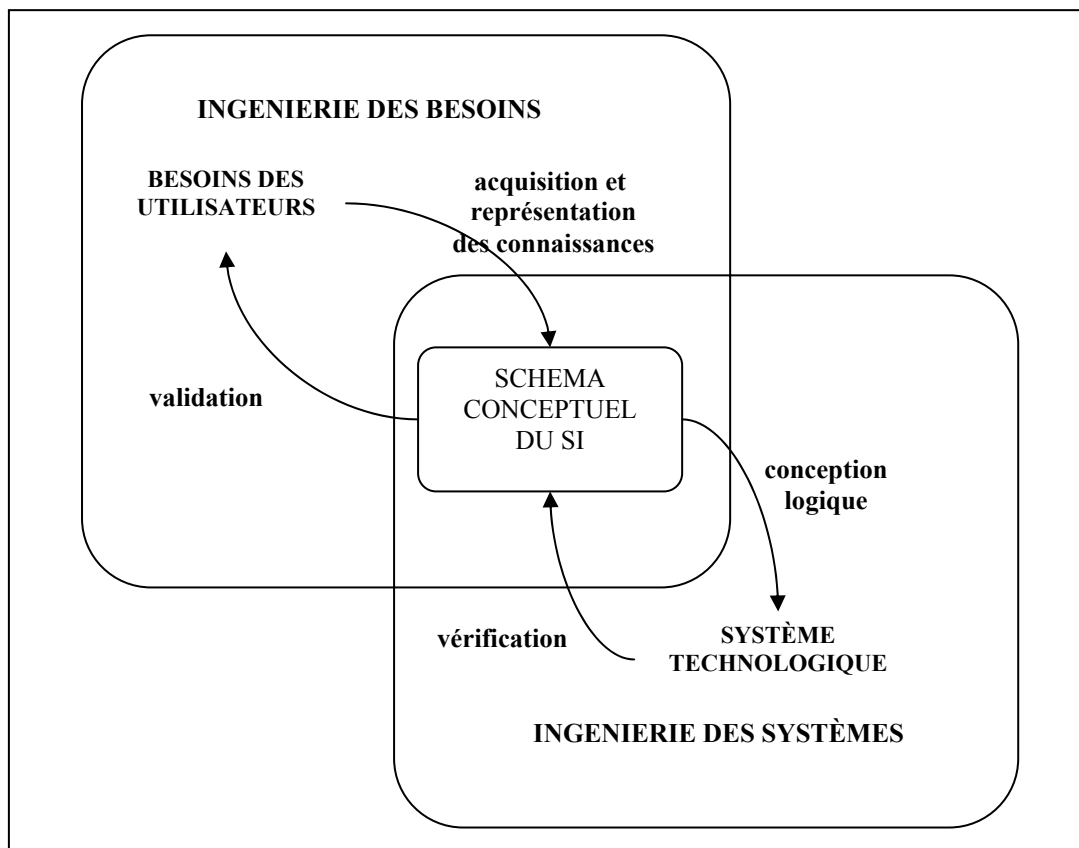 INGENIERIE DES BESOINS
BESOINS DES
UTILISATEURS
acquisition et
représentation
des connaissances
validation
SCHEMA
CONCEPTUEL
DU SI
conception
logique
vérification
SYSTÈME
TECHNOLOGIQUE
INGENIERIE DES SYSTÈMES